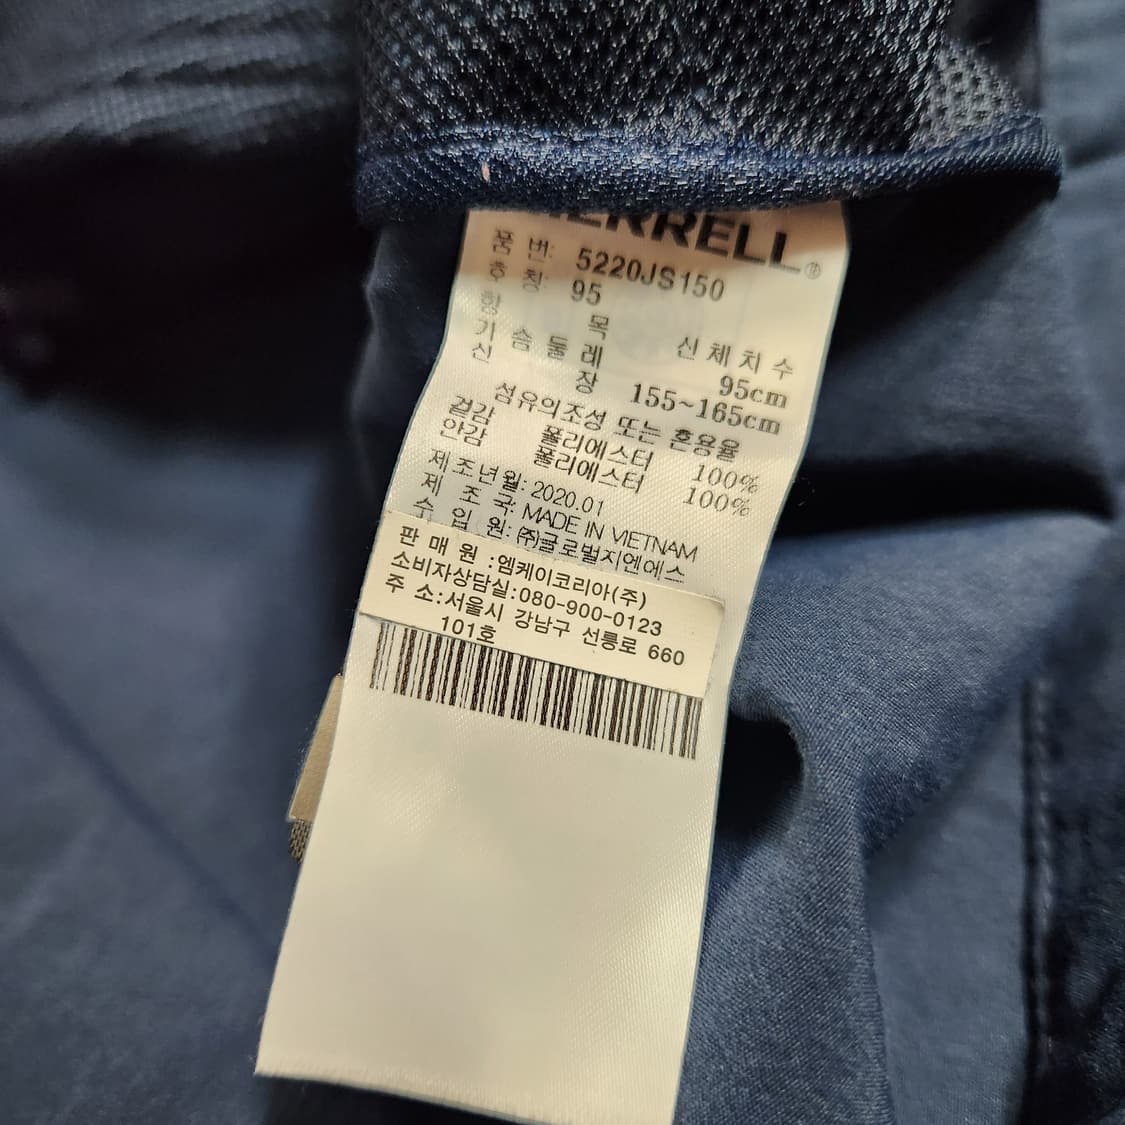 MERRELL®
품 번: 5220JS150
호 칭: 95
항 목 신체치수
가 슴 둘 레 95cm
신 장 155~165cm
섬유의조성 또는 혼용율
겉감 폴리에스터 100%
안감 폴리에스터 100%
제조년월: 2020.01
제 조 국: MADE IN VIETNAM
수 입 원: (주)글로벌지엔에스
판 매 원 :엠케이코리아(주)
소비자상담실:080-900-0123
주 소:서울시 강남구 선릉로 660
101호